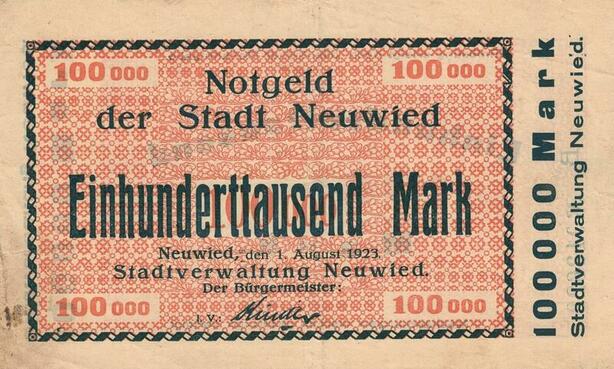 100 000
100 000
Notgeld
der Stadt Neuwied
Einhunderttausend Mark
Neuwied, den 1. August 1923.
Stadtverwaltung Neuwied.
Der Bürgermeister:
I. V.:
100 000
100 000
100000 Mark
Stadtverwaltung Neuwied.